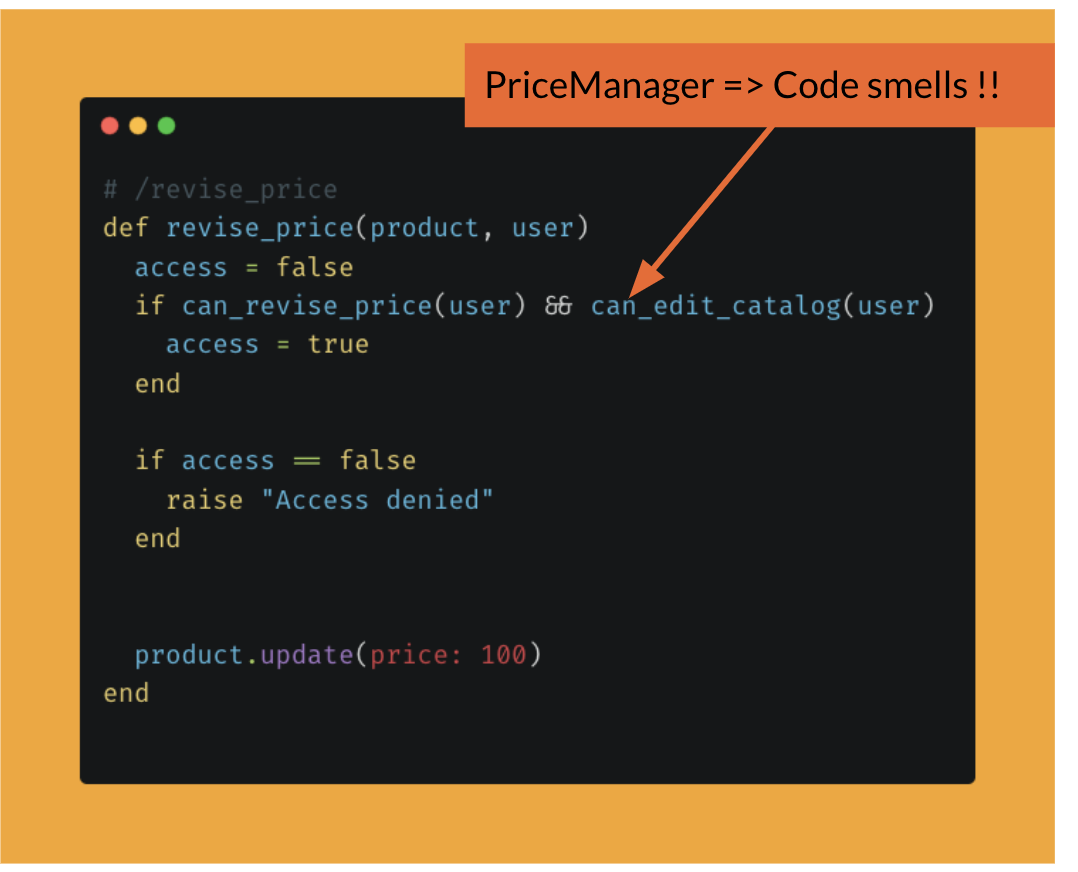 PriceManager => Code smells !!
# /revise_price
def revise_price(product, user)
  access = false
  if can_revise_price(user) && can_edit_catalog(user)
    access = true
  end
  if access == false
    raise "Access denied"
  end
  product.update(price: 100)
end